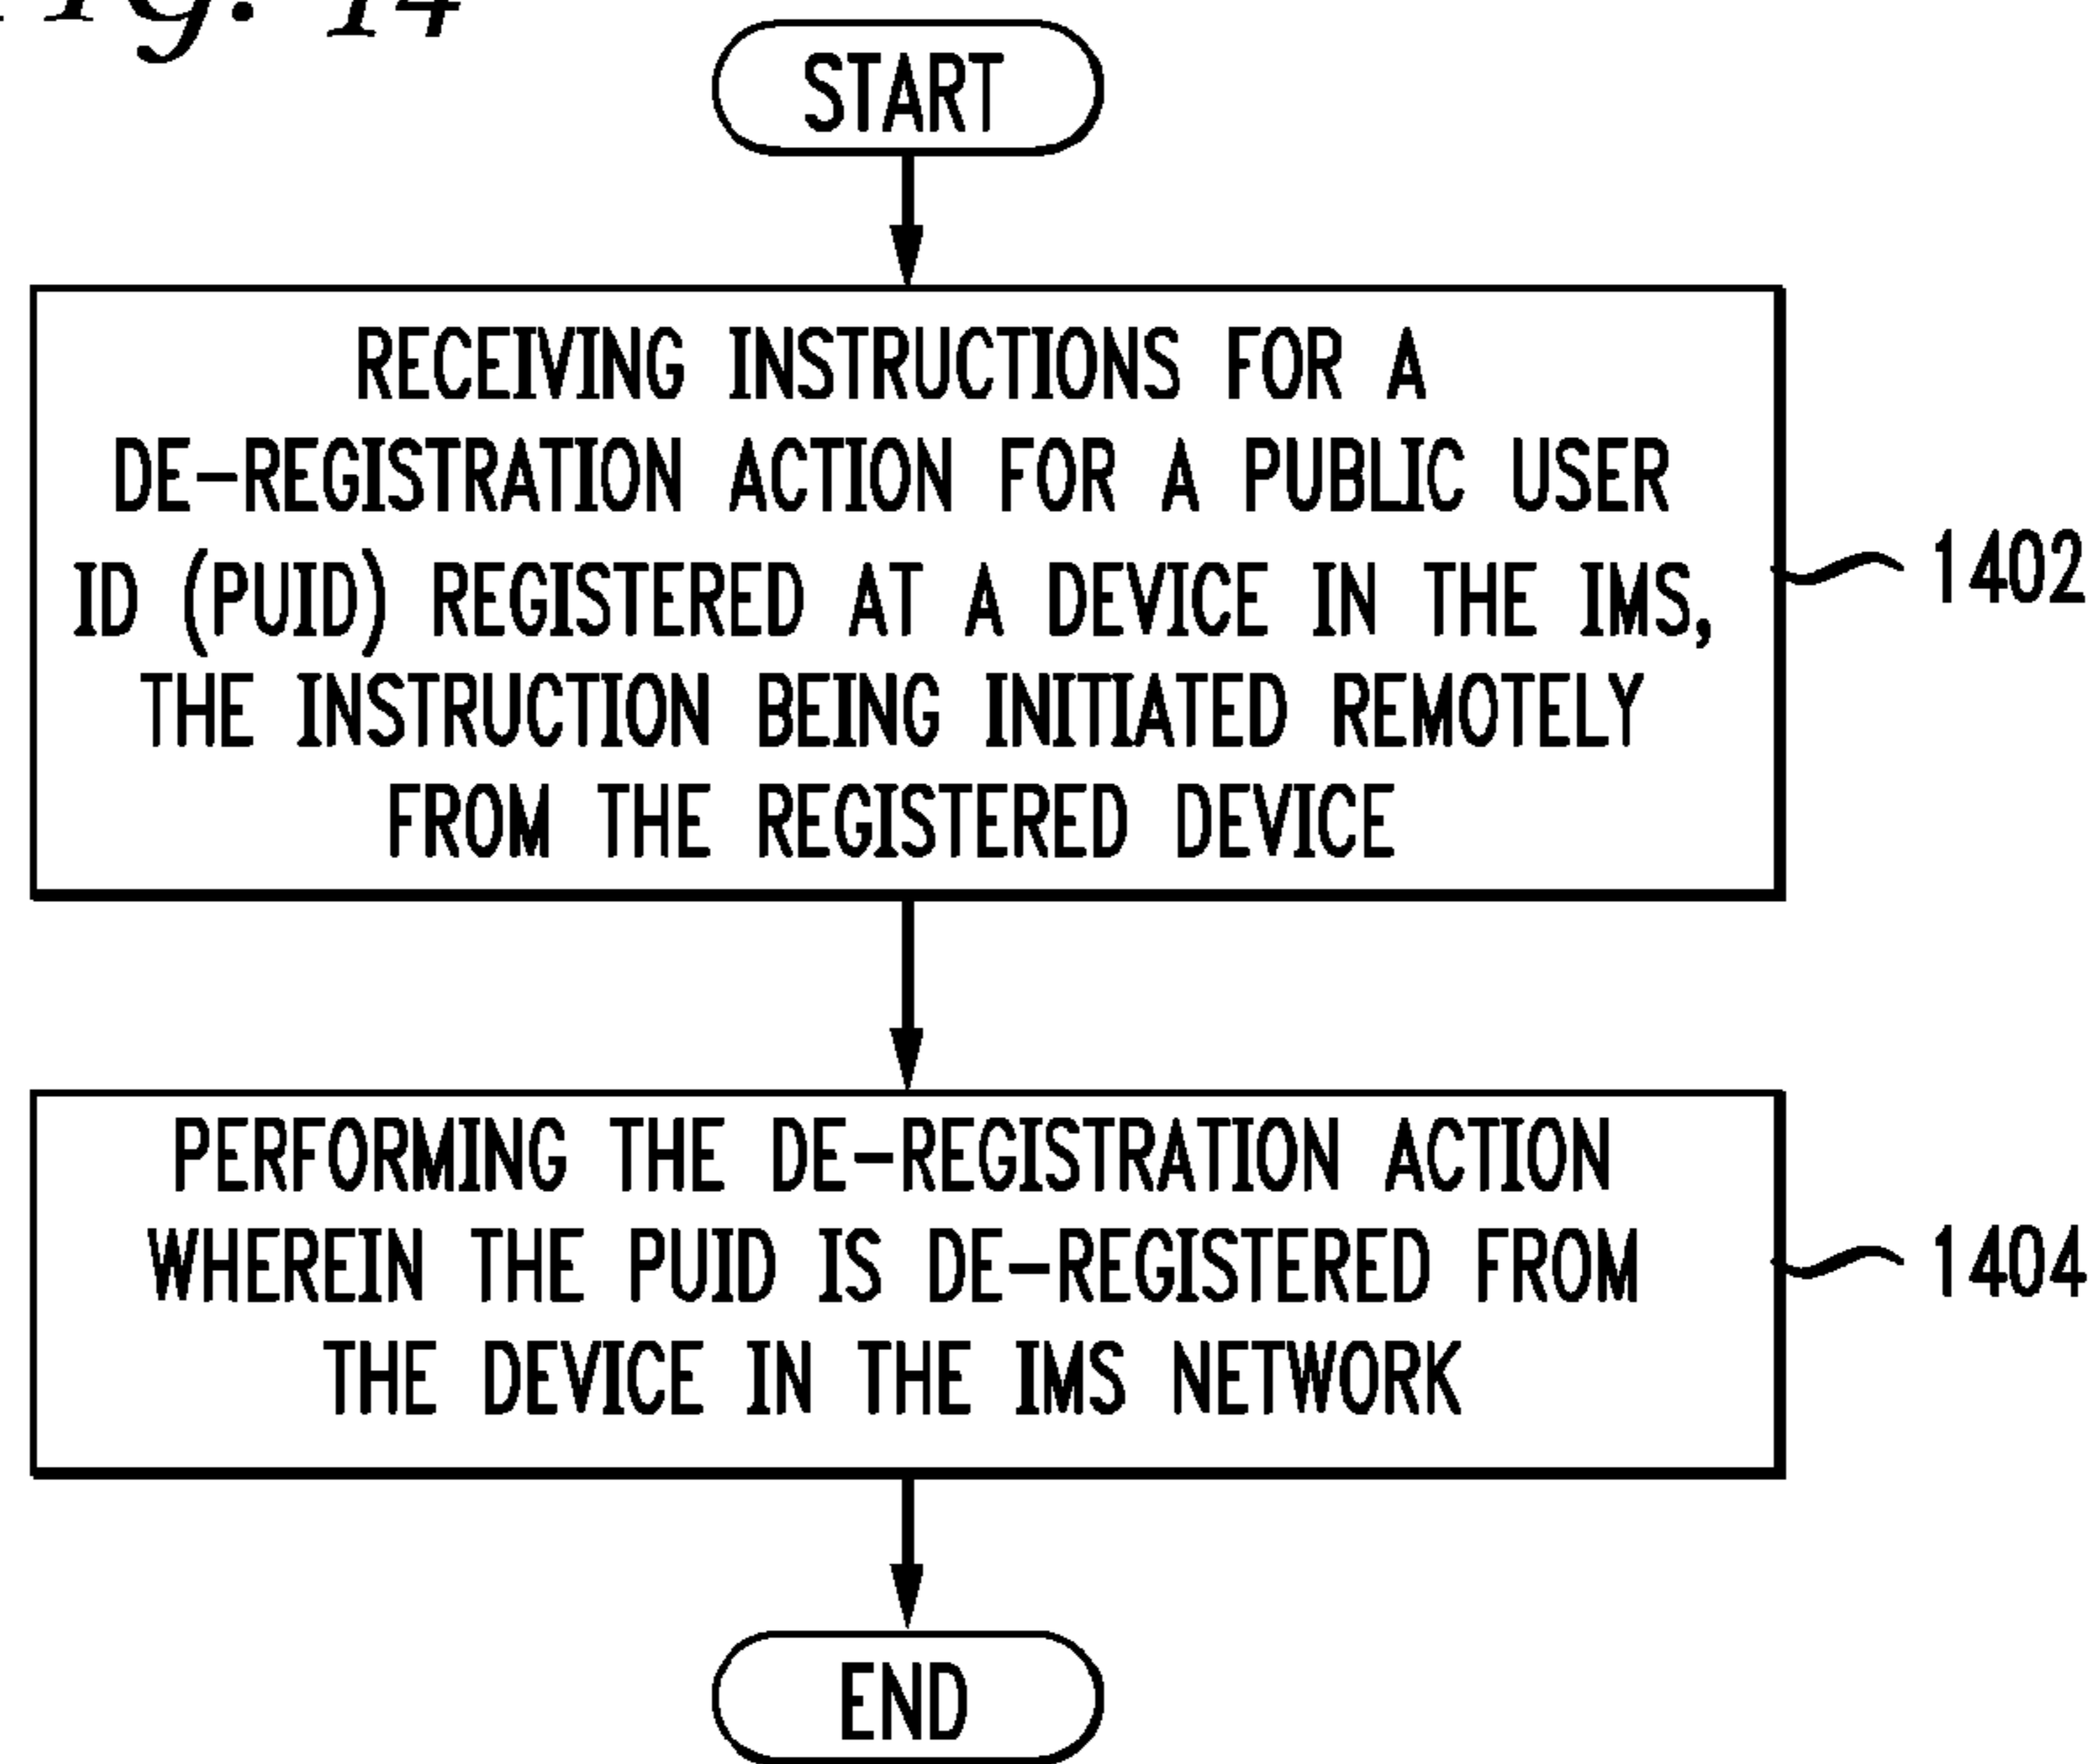 Fig. 14
START
RECEIVING INSTRUCTIONS FOR A
DE-REGISTRATION ACTION FOR A PUBLIC USER
ID (PUID) REGISTERED AT A DEVICE IN THE IMS,
THE INSTRUCTION BEING INITIATED REMOTELY
FROM THE REGISTERED DEVICE
1402
PERFORMING THE DE-REGISTRATION ACTION
WHEREIN THE PUID IS DE-REGISTERED FROM
THE DEVICE IN THE IMS NETWORK
1404
END